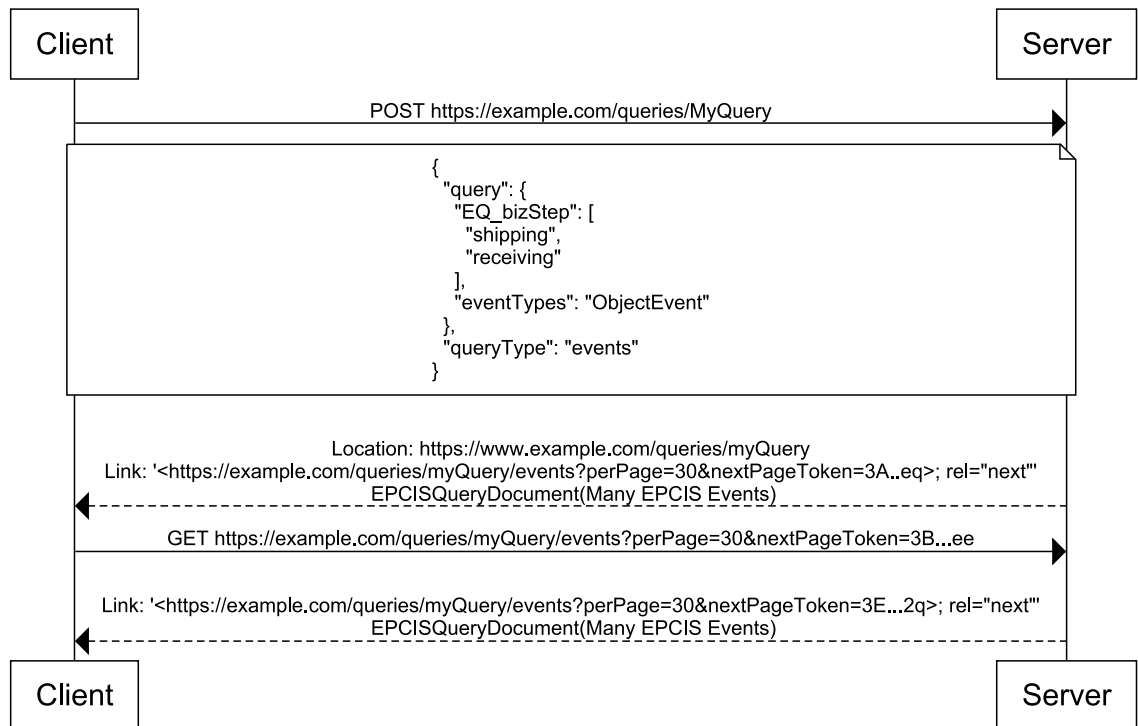 Client
Server
POST https://example.com/queries/MyQuery
{
"query": {
"EQ_bizStep": [
"shipping",
"receiving"
],
"eventTypes": "ObjectEvent"
},
"queryType": "events"
}
Location: https://www.example.com/queries/myQuery
Link: '<https://example.com/queries/myQuery/events?perPage=30&nextPageToken=3A..eq>; rel="next"'
EPCISQueryDocument(Many EPCIS Events)
GET https://example.com/queries/myQuery/events?perPage=30&nextPageToken=3B...ee
Link: '<https://example.com/queries/myQuery/events?perPage=30&nextPageToken=3E...2q>; rel="next"'
EPCISQueryDocument(Many EPCIS Events)
Client
Server